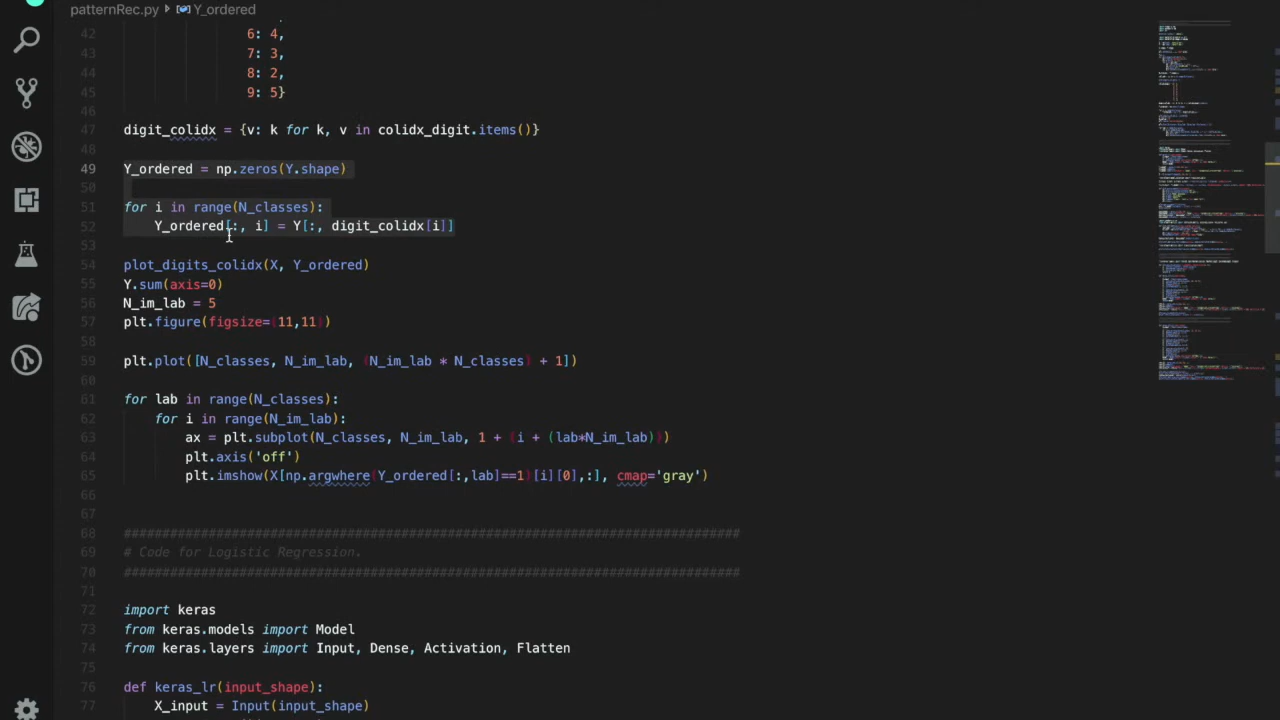 patternRec.py > Y_ordered
42
43 6: 4,
44 7: 3,
8: 2,
45 9: 5}
46
47 digit_colidx = {v: k for k, v in colidx_digit.items()}
48
49 Y_ordered = np.zeros(Y.shape)
50
51 for i in range(N_classes):
52 Y_ordered[:, i] = Y[:, digit_colidx[i]]
53
54 plot_digits_colidx(X, Y_ordered)
55 Y.sum(axis=0)
56 N_im_lab = 5
57 plt.figure(figsize=(11,11))
58
59 plt.plot([N_classes, N_im_lab, (N_im_lab * N_classes) + 1])
60
61 for lab in range(N_classes):
62 for i in range(N_im_lab):
63 ax = plt.subplot(N_classes, N_im_lab, 1 + (i + (lab*N_im_lab)))
64 plt.axis('off')
65 plt.imshow(X[np.argwhere(Y_ordered[:,lab]==1)[i][0],:], cmap='gray')
66
67
68 ################################################################################
69 # Code for Logistic Regression.
70 ################################################################################
71
72 import keras
73 from keras.models import Model
74 from keras.layers import Input, Dense, Activation, Flatten
75
76 def keras_lr(input_shape):
77 X_input = Input(input_shape)